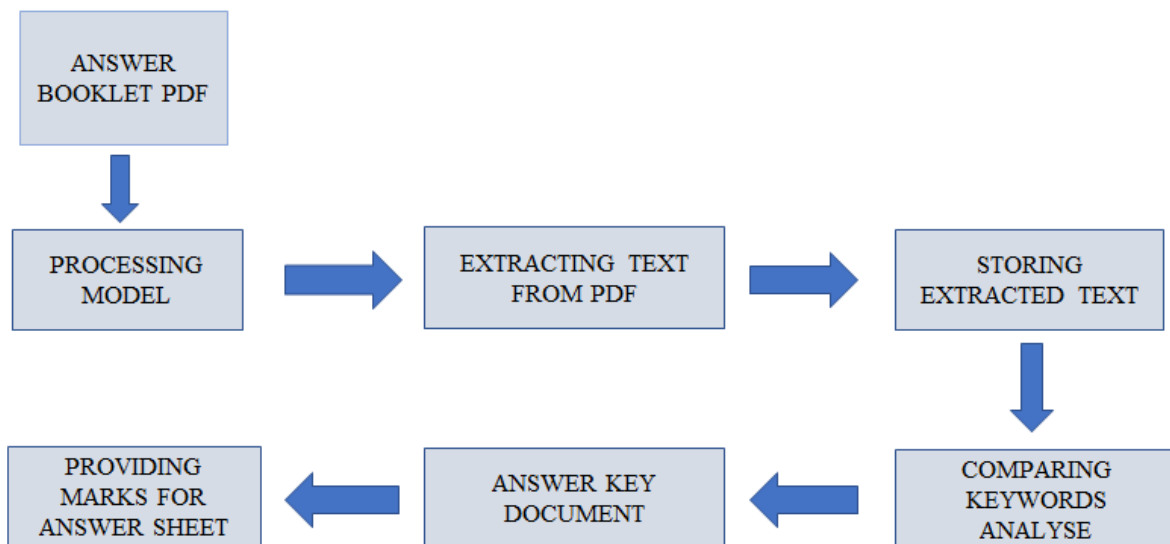 ANSWER
BOOKLET PDF
PROCESSING
MODEL
EXTRACTING TEXT
FROM PDF
STORING
EXTRACTED TEXT
COMPARING
KEYWORDS
ANALYSE
ANSWER KEY
DOCUMENT
PROVIDING
MARKS FOR
ANSWER SHEET